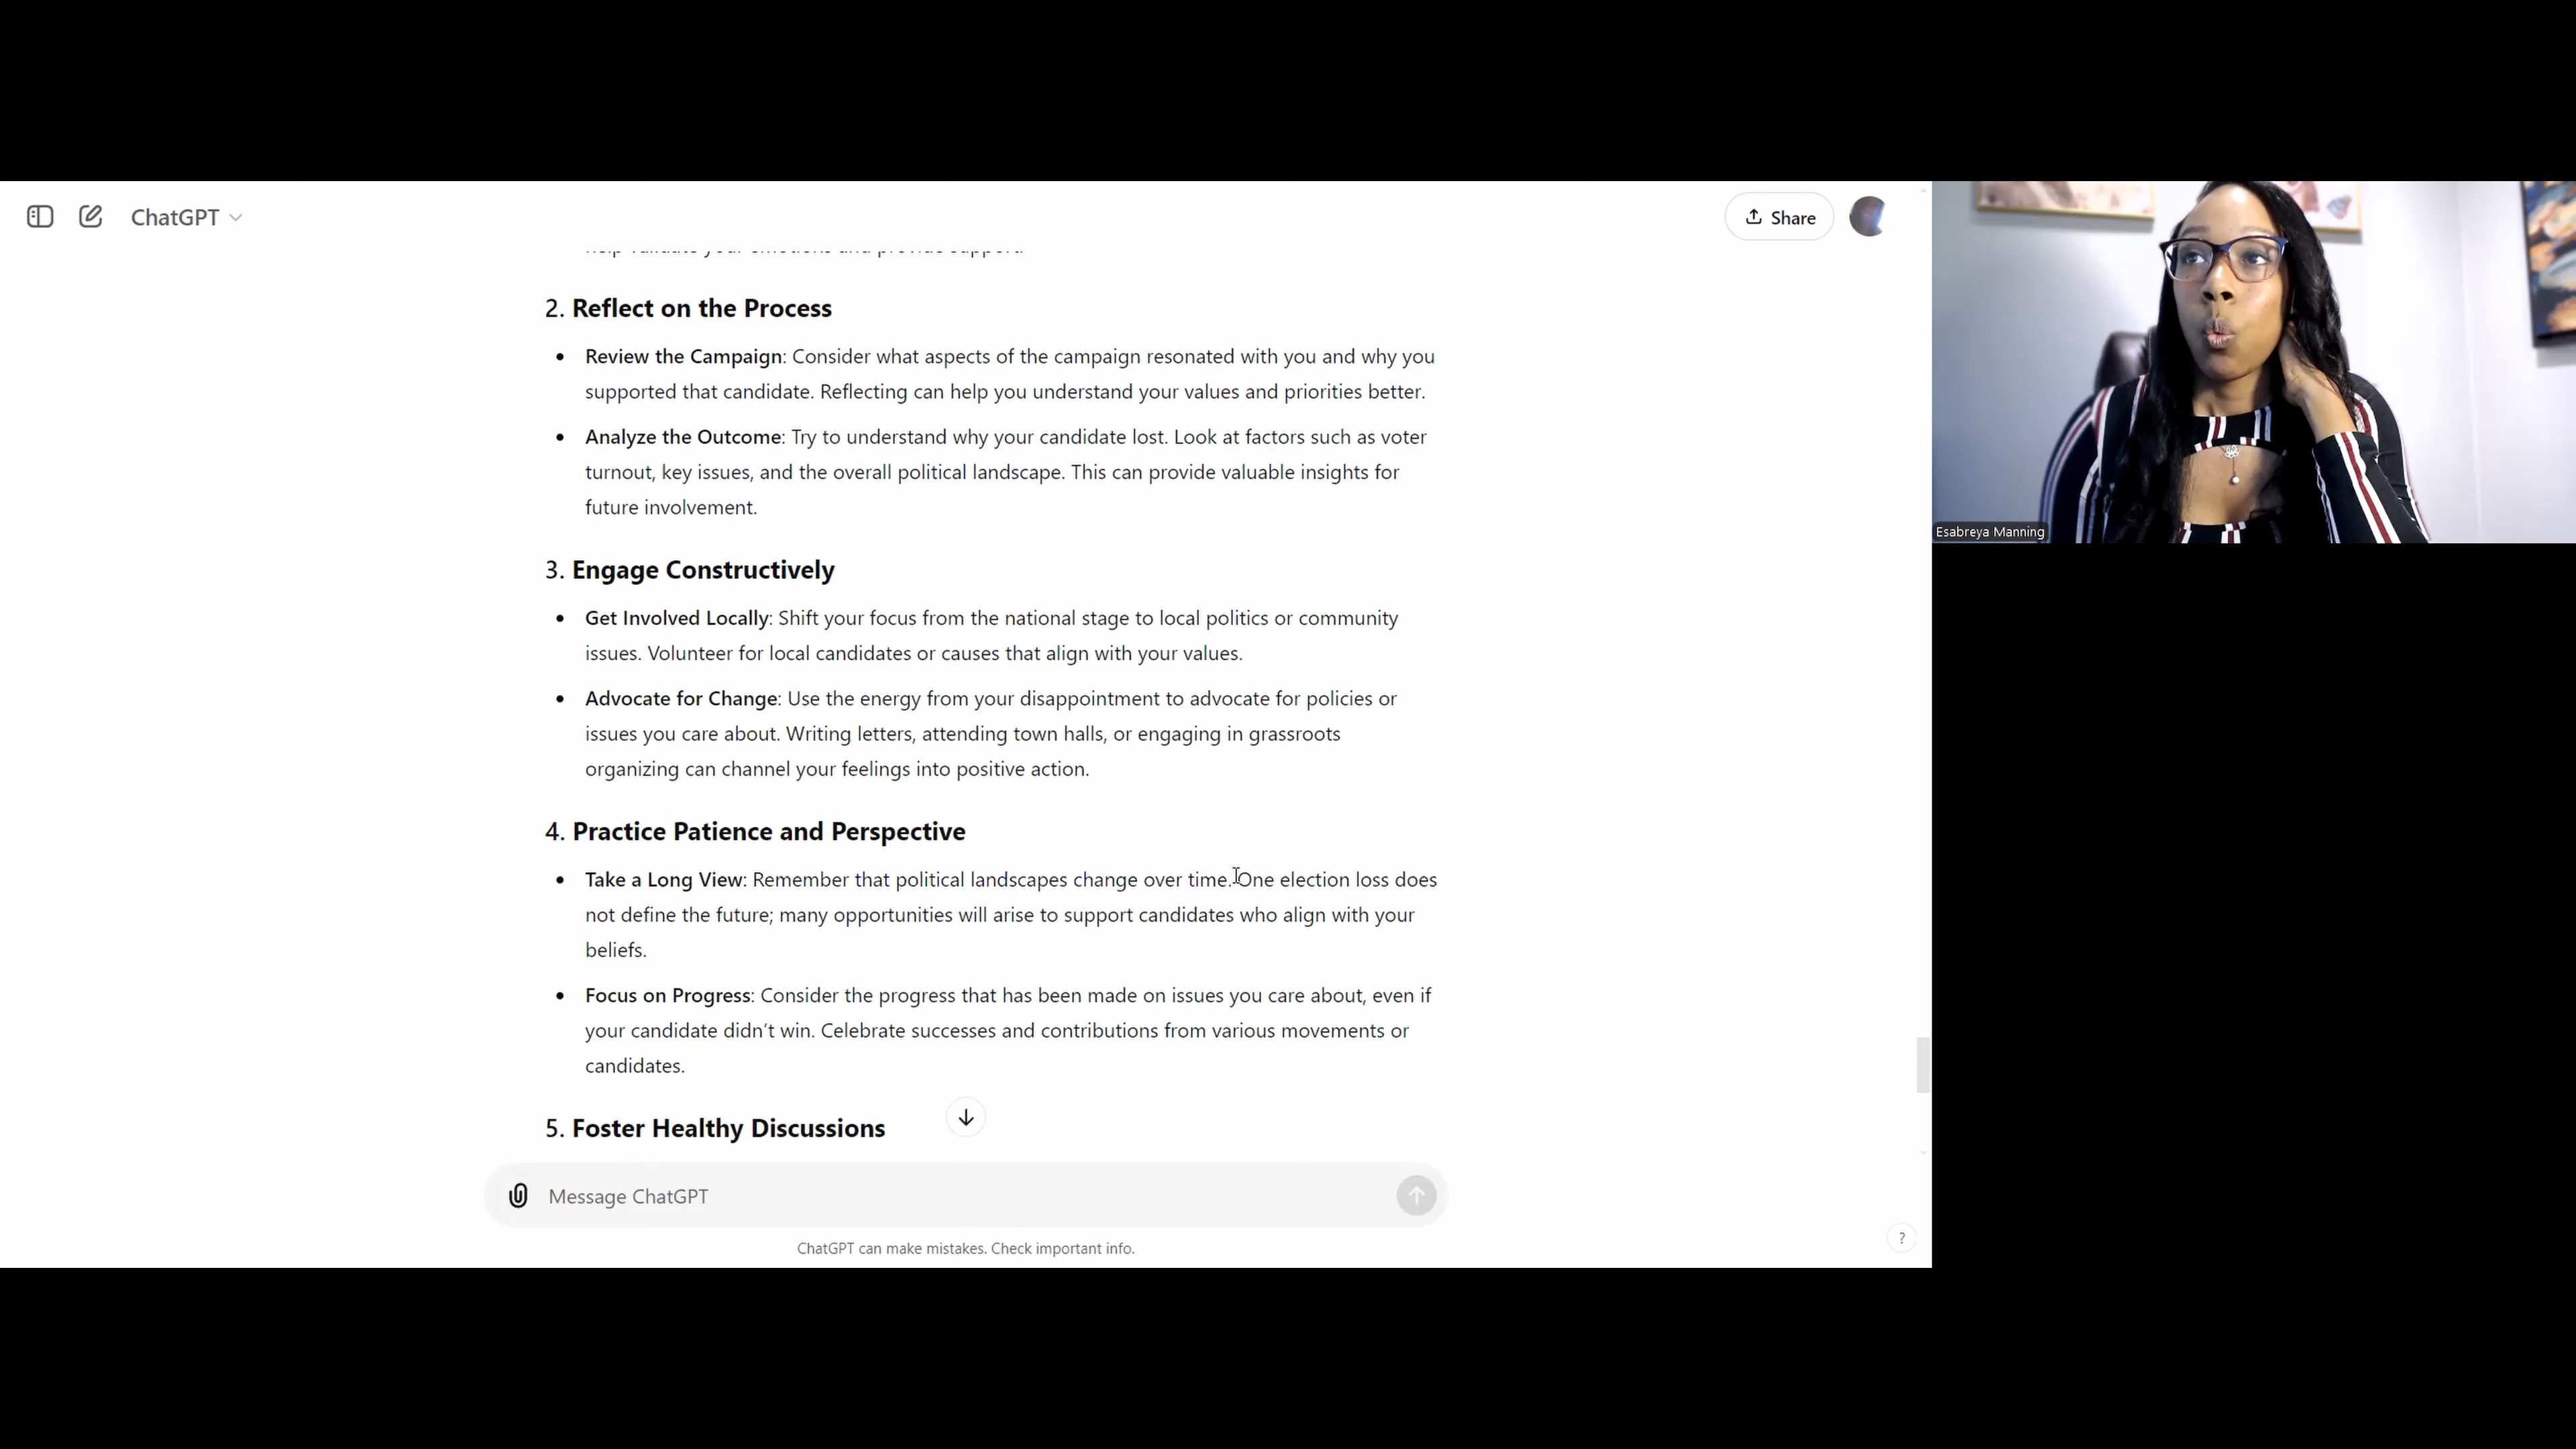 ChatGPT
Share
help validate your emotions and provide support.
2. Reflect on the Process
• Review the Campaign: Consider what aspects of the campaign resonated with you and why you
supported that candidate. Reflecting can help you understand your values and priorities better.
• Analyze the Outcome: Try to understand why your candidate lost. Look at factors such as voter
turnout, key issues, and the overall political landscape. This can provide valuable insights for
future involvement.
Esabreya Manning
3. Engage Constructively
• Get Involved Locally: Shift your focus from the national stage to local politics or community
issues. Volunteer for local candidates or causes that align with your values.
• Advocate for Change: Use the energy from your disappointment to advocate for policies or
issues you care about. Writing letters, attending town halls, or engaging in grassroots
organizing can channel your feelings into positive action.
4. Practice Patience and Perspective
• Take a Long View: Remember that political landscapes change over time. One election loss does
not define the future; many opportunities will arise to support candidates who align with your
beliefs.
• Focus on Progress: Consider the progress that has been made on issues you care about, even if
your candidate didn’t win. Celebrate successes and contributions from various movements or
candidates.
5. Foster Healthy Discussions
Message ChatGPT
ChatGPT can make mistakes. Check important info.
?